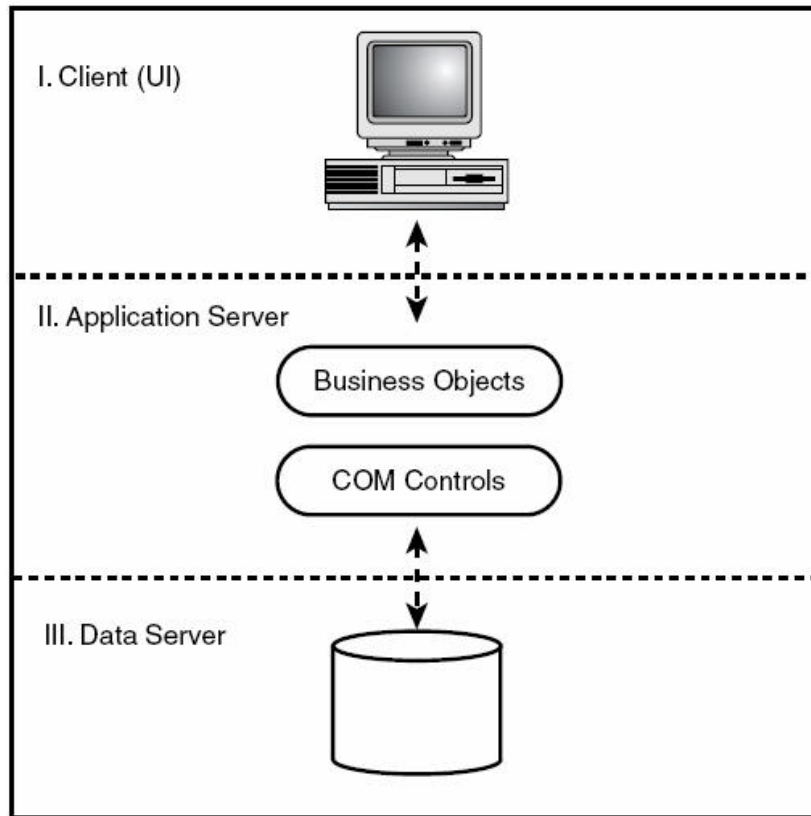 I. Client (UI)
II. Application Server
Business Objects
COM Controls
III. Data Server